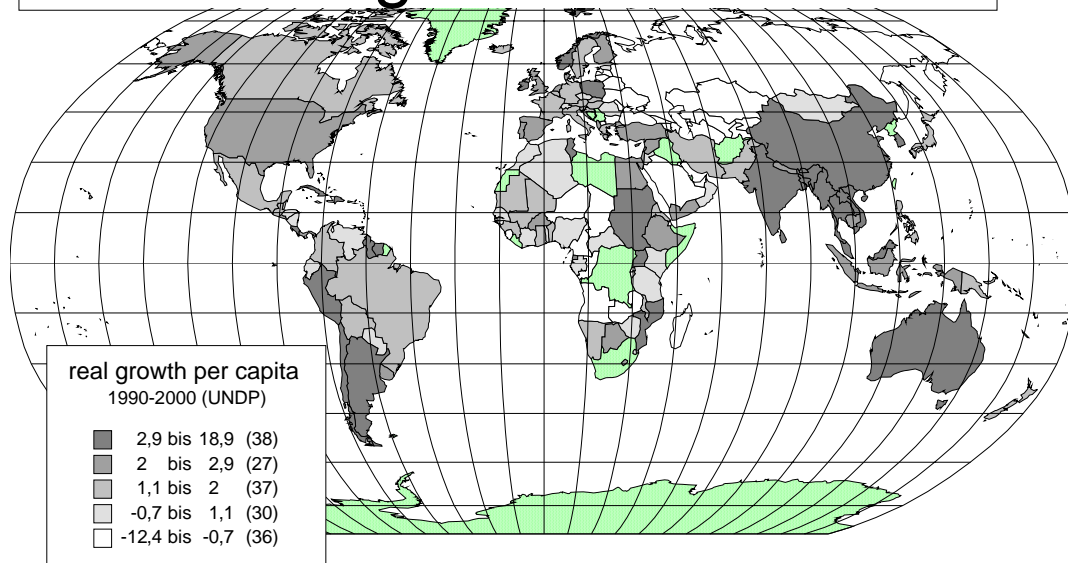 real growth per capita
1990-2000 (UNDP)
2,9 bis 18,9 (38)
2 bis 2,9 (27)
1,1 bis 2 (37)
-0,7 bis 1,1 (30)
-12,4 bis -0,7 (36)